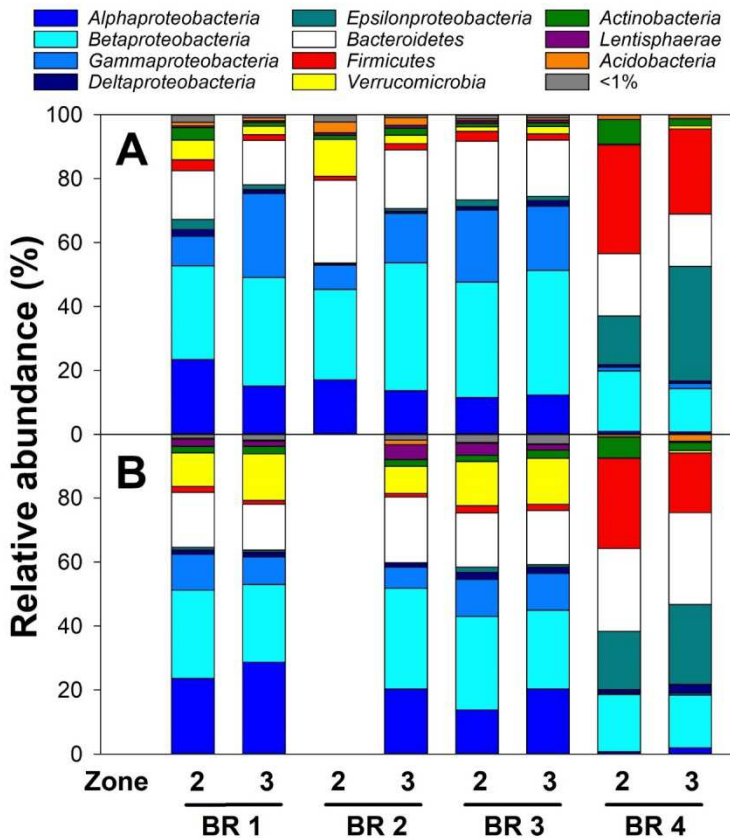 Alphaproteobacteria Epsilonproteobacteria Actinobacteria
Betaproteobacteria Bacteroidetes Lentisphaerae
Gammaproteobacteria Firmicutes Acidobacteria
Deltaproteobacteria Verrucomicrobia <1%
100
A
80
60
40
20
0
B
80
60
40
20
0
Relative abundance (%)
Zone 2 3 2 3 2 3 2 3
BR 1 BR 2 BR 3 BR 4